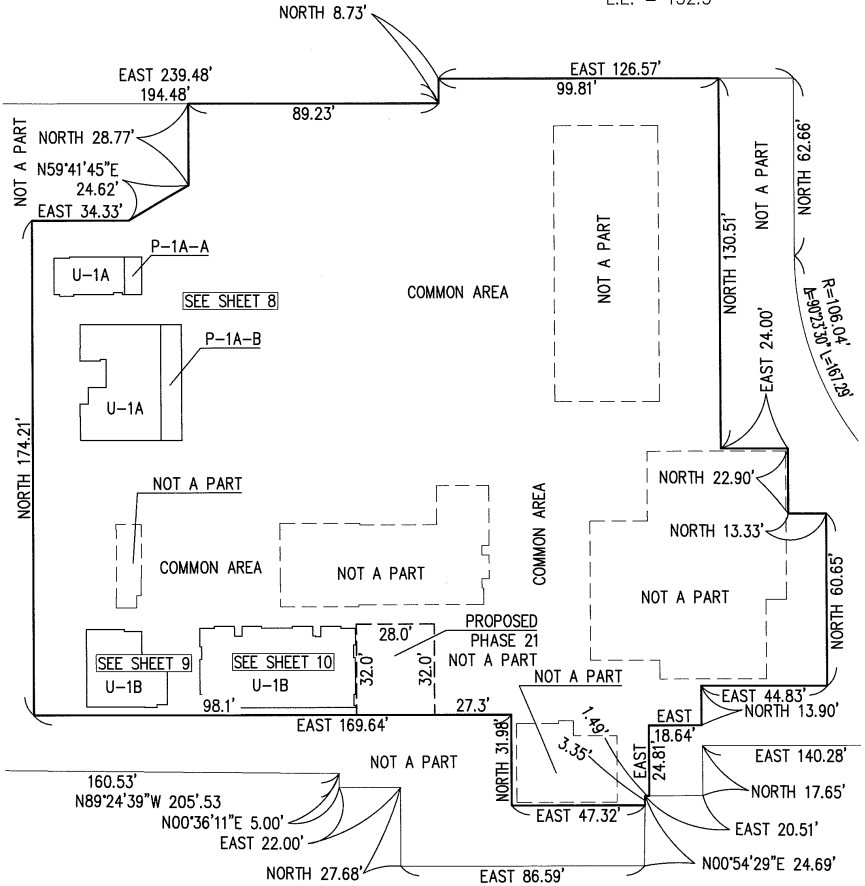 L.L. = 132.5
NORTH 8.73'
EAST 239.48'
194.48'
89.23'
EAST 126.57'
99.81'
NOT A PART
NORTH 28.77'
N59°41'45"E
24.62'
EAST 34.33'
NORTH 62.66'
NOT A PART
NORTH 130.51'
NOT A PART
P-1A-A
U-1A
SEE SHEET 8
COMMON AREA
R=106.04'
Δ=90°23'30" L=167.29'
P-1A-B
U-1A
EAST 24.00'
NORTH 174.21'
NOT A PART
NORTH 22.90'
NORTH 13.33'
COMMON AREA
COMMON AREA
NOT A PART
NOT A PART
NORTH 60.65'
PROPOSED
PHASE 21
NOT A PART
28.0'
32.0'
32.0'
SEE SHEET 9
U-1B
SEE SHEET 10
U-1B
NOT A PART
98.1'
EAST 169.64'
27.3'
EAST 44.83'
NORTH 13.90'
EAST
18.64'
1.49'
3.35'
NORTH 31.98'
EAST
24.81'
NOT A PART
EAST 140.28'
160.53'
N89°24'39"W 205'.53
N00°36'11"E 5.00'
EAST 22.00'
NORTH 27.68'
EAST 47.32'
NORTH 17.65'
EAST 20.51'
N00°54'29"E 24.69'
EAST 86.59'